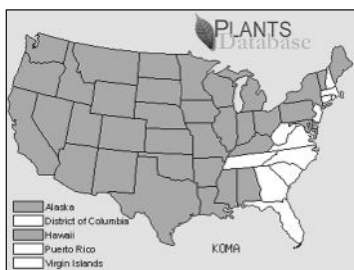 PLANTS
Database
Alaska
District of Columbia
Hawaii
Puerto Rico
Virgin Islands
KOMA